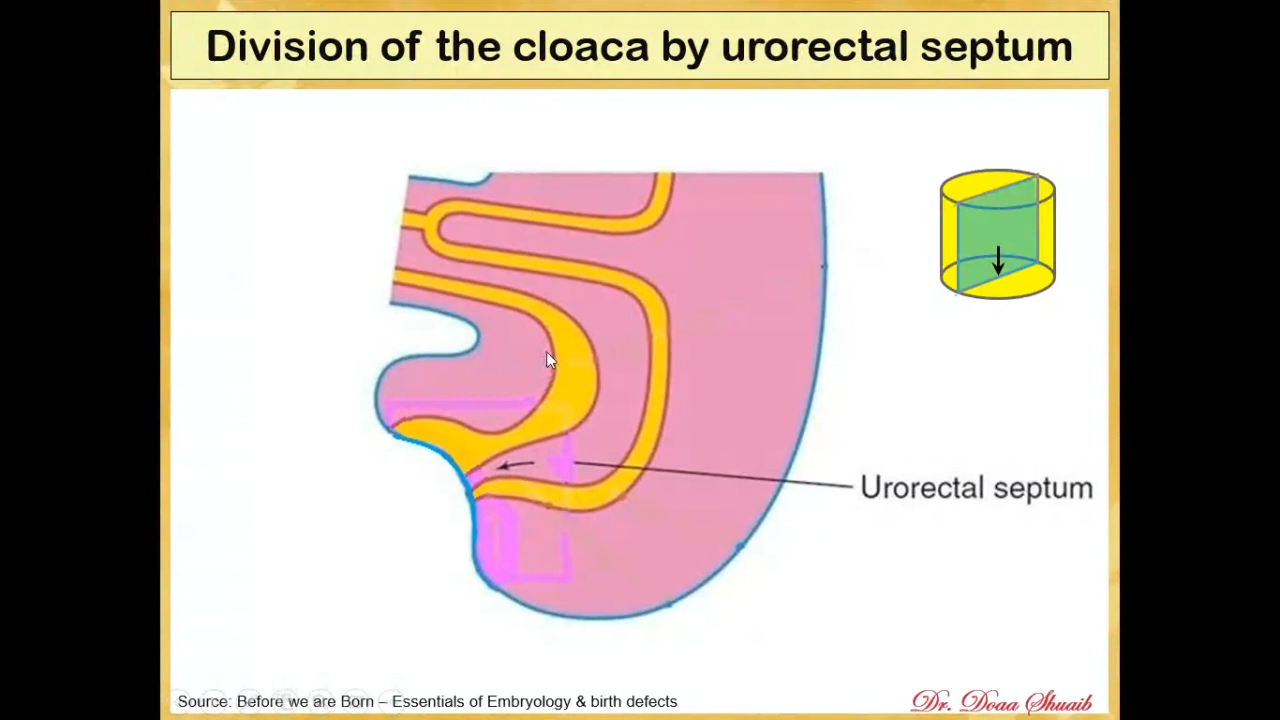 Division of the cloaca by urorectal septum
Urorectal septum
Source: Before we are Born – Essentials of Embryology & birth defects
Dr. Doaa Shuaib